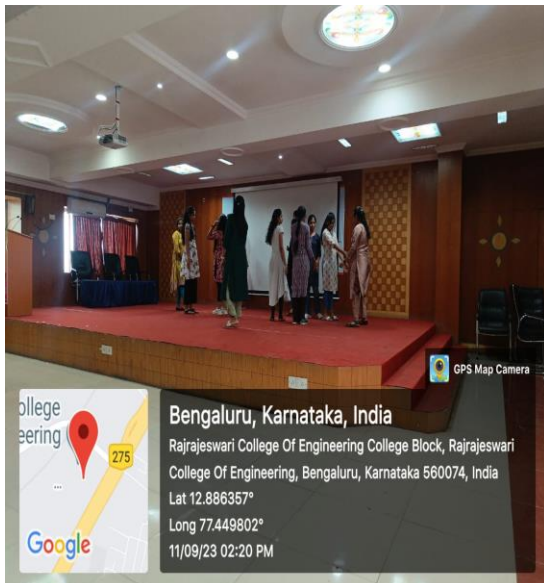 GPS Map Camera
ollege
eering
275
Google
Bengaluru, Karnataka, India
Rajrajeswari College Of Engineering College Block, Rajrajeswari
College Of Engineering, Bengaluru, Karnataka 560074, India
Lat 12.886357°
Long 77.449802°
11/09/23 02:20 PM